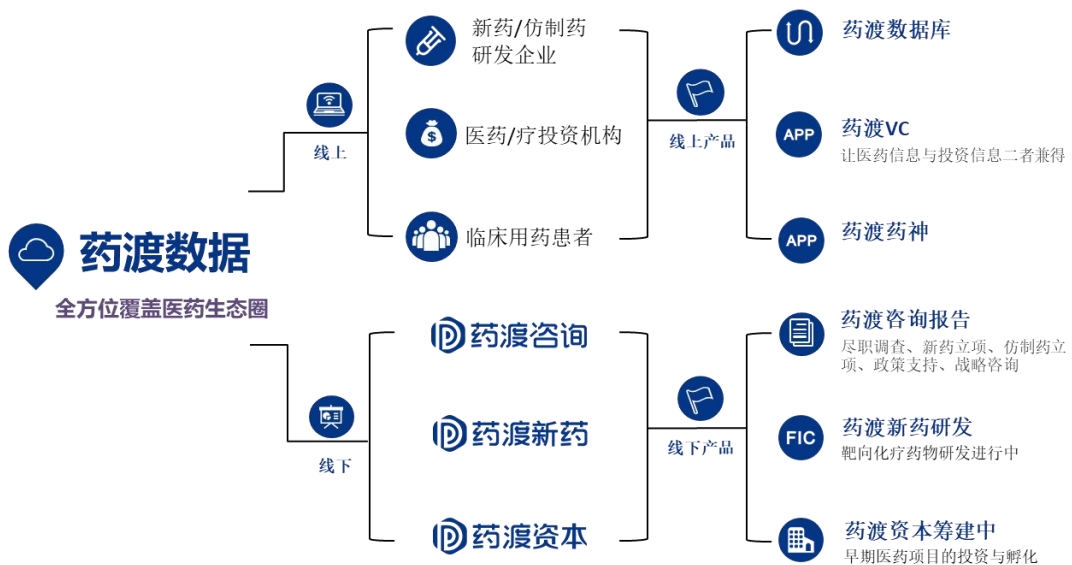 药渡数据
全方位覆盖医药生态圈
线上
新药/仿制药
研发企业
医药/疗投资机构
$
临床用药患者
线上产品
药渡数据库
APP
药渡VC
让医药信息与投资信息二者兼得
APP
药渡药神
线下
药渡咨询
药渡新药
药渡资本
线下产品
药渡咨询报告
尽职调查、新药立项、仿制药立
项、政策支持、战略咨询
FIC
药渡新药研发
靶向化疗药物研发进行中
药渡资本筹建中
早期医药项目的投资与孵化